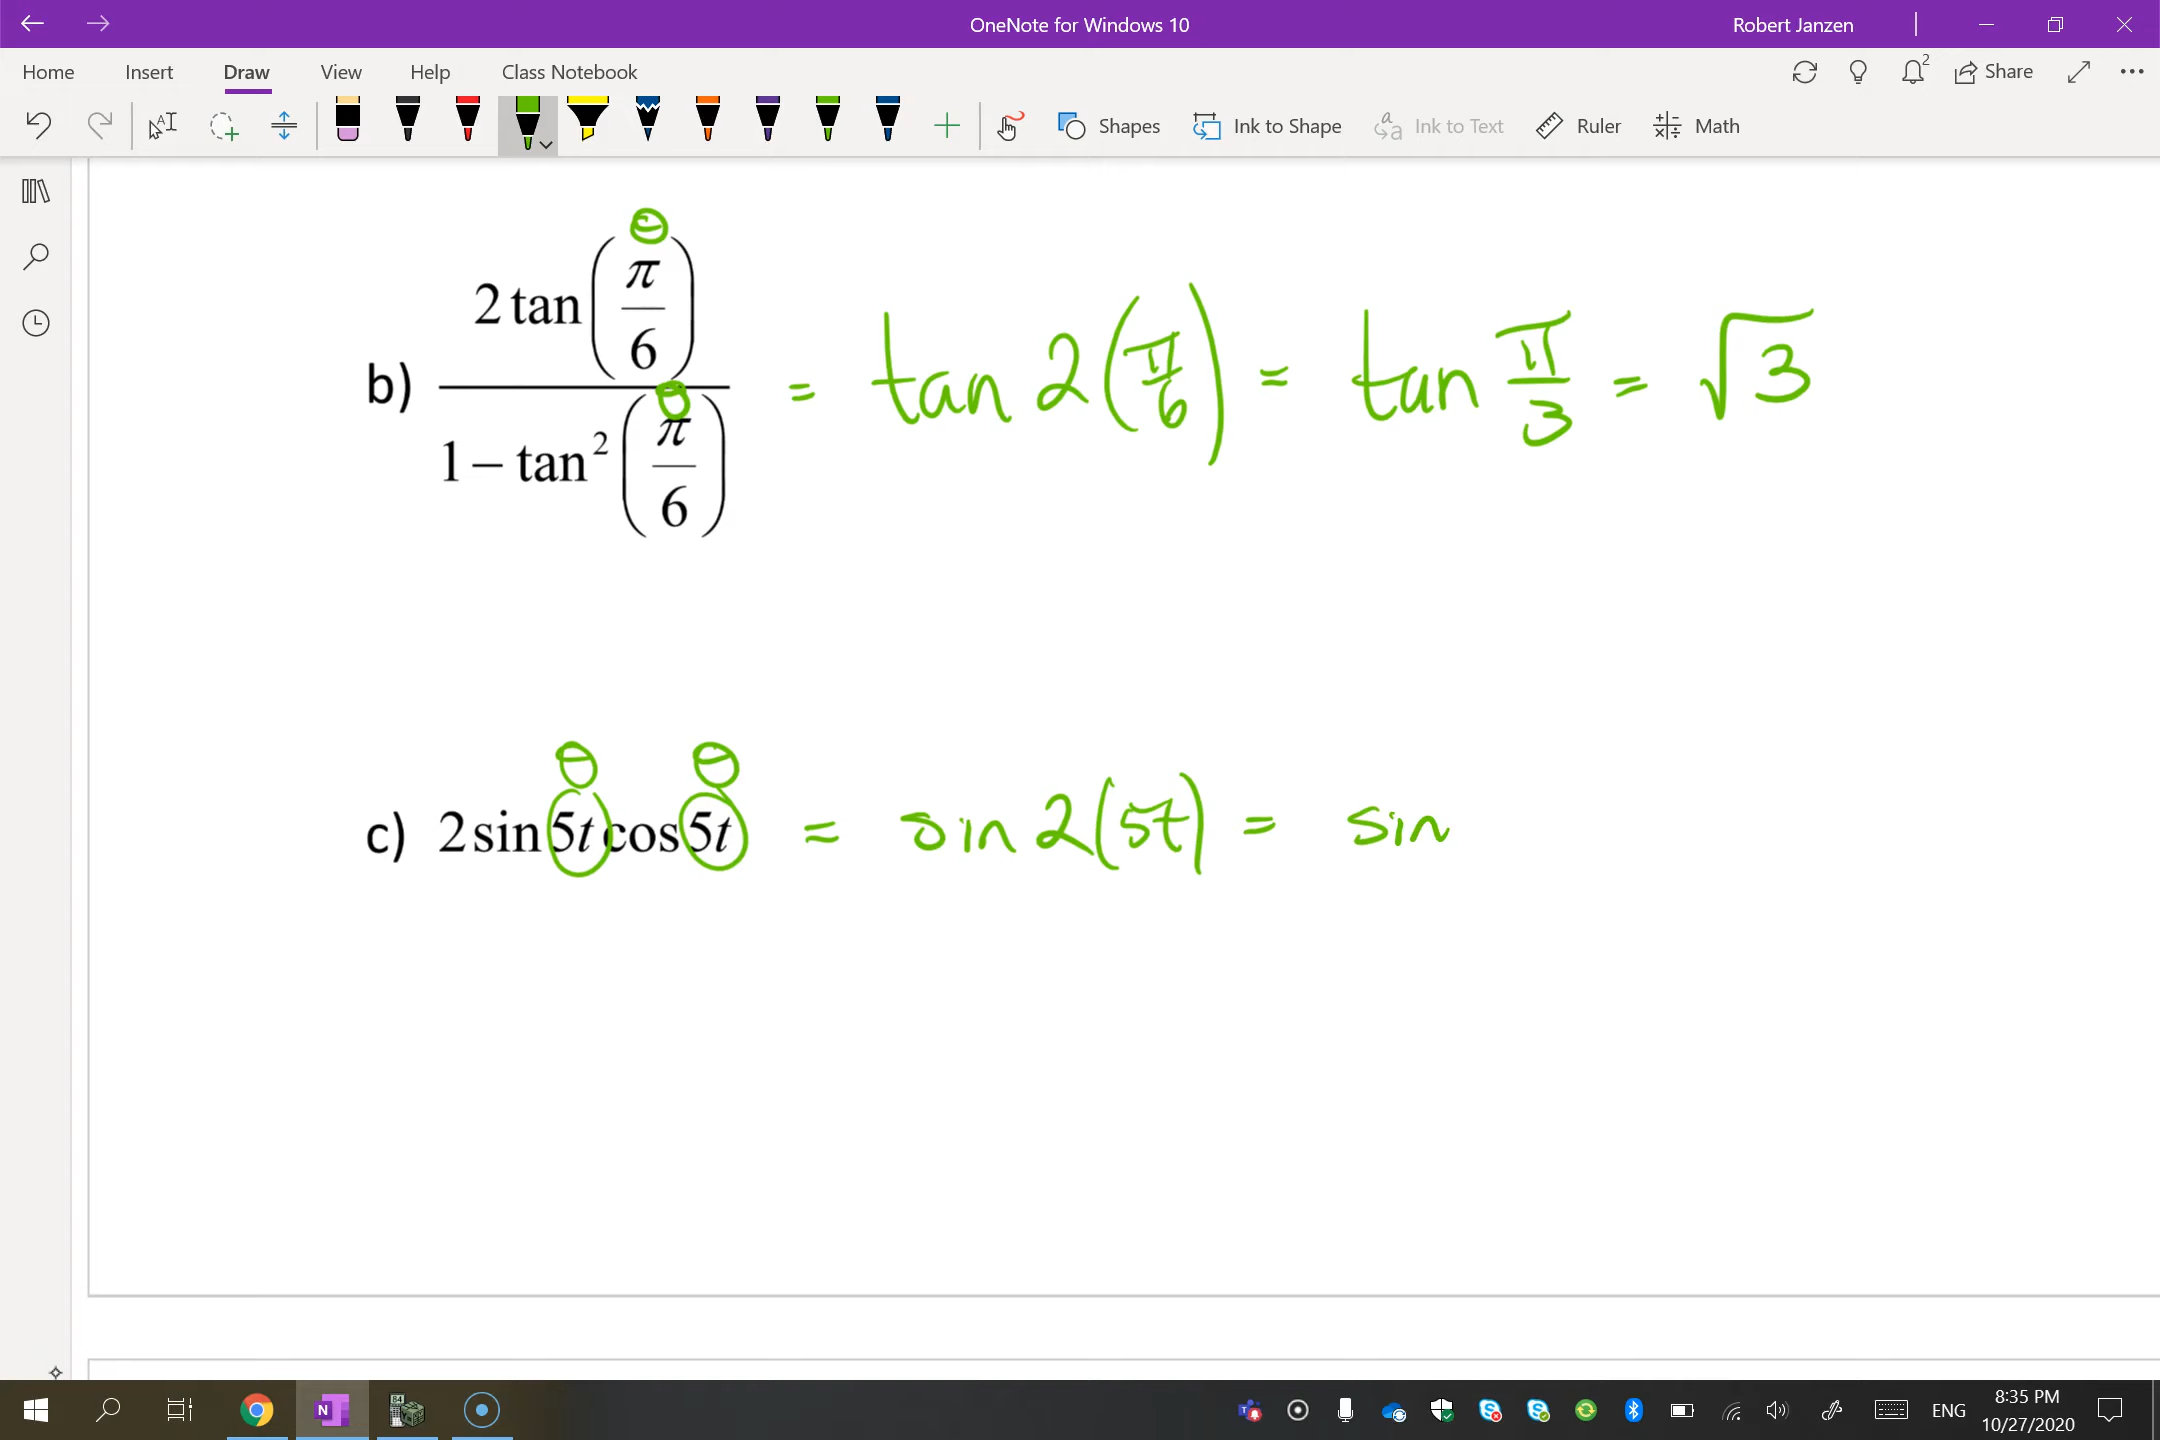 OneNote for Windows 10
Robert Janzen
Home Insert Draw View Help Class Notebook
2 Share
Shapes Ink to Shape Ink to Text Ruler Math
b) 2 tan(π/6) / 1 − tan²(π/6) = tan 2(π/6) = tan π/3 = √3
θ
θ
θ θ
c) 2 sin 5t cos 5t = sin 2(5t) = sin
ENG 8:35 PM
10/27/2020